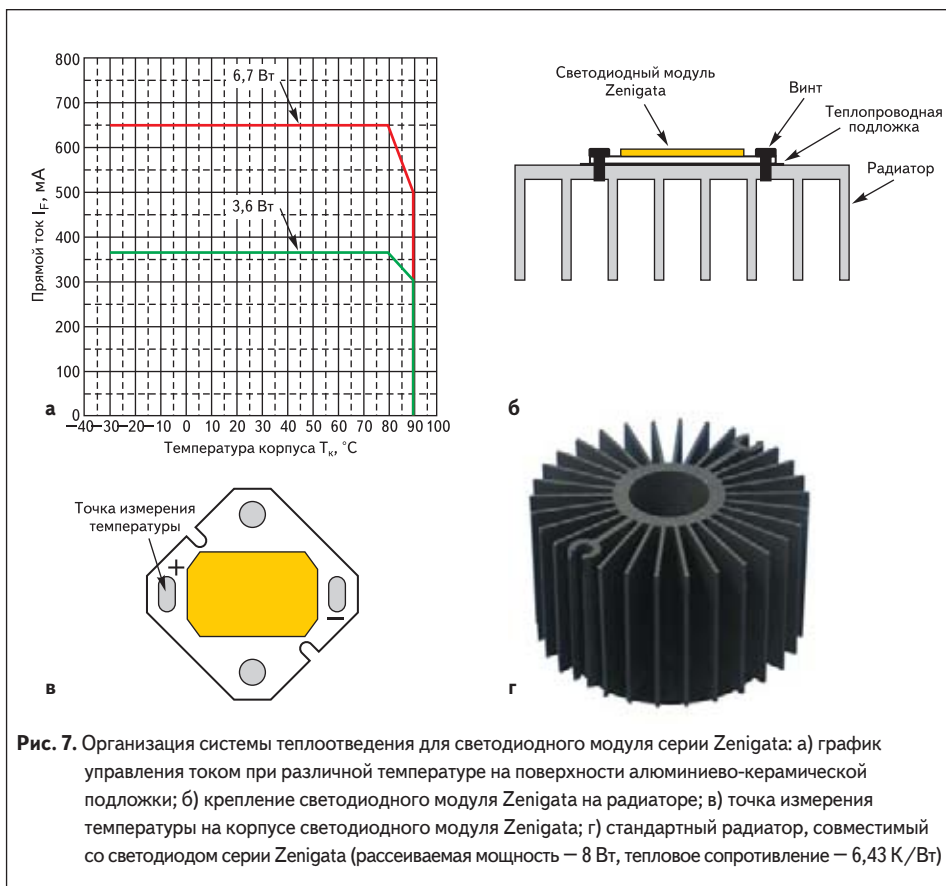 800
700
600
500
400
300
200
100
0
Прямой ток I_F, мА
6,7 Вт
3,6 Вт
−40 −30 −20 −10 0 10 20 30 40 50 60 70 80 90 100
Температура корпуса Tк, °C
а
Светодиодный модуль
Zenigata
Винт
Теплопроводная
подложка
Радиатор
б
Точка измерения
температуры
+
−
в
г
Рис. 7. Организация системы теплоотведения для светодиодного модуля серии Zenigata: а) график
управления током при различной температуре на поверхности алюминиево-керамической
подложки; б) крепление светодиодного модуля Zenigata на радиаторе; в) точка измерения
температуры на корпусе светодиодного модуля Zenigata; г) стандартный радиатор, совместимый
со светодиодом серии Zenigata (рассеиваемая мощность — 8 Вт, тепловое сопротивление — 6,43 К/Вт)